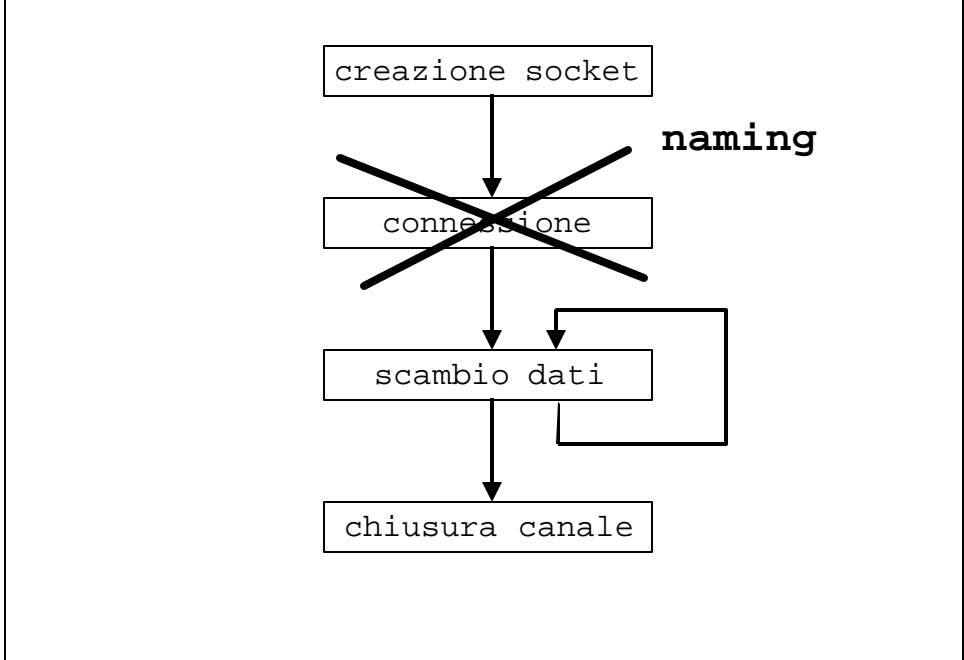 creazione socket
naming
connessione
scambio dati
chiusura canale